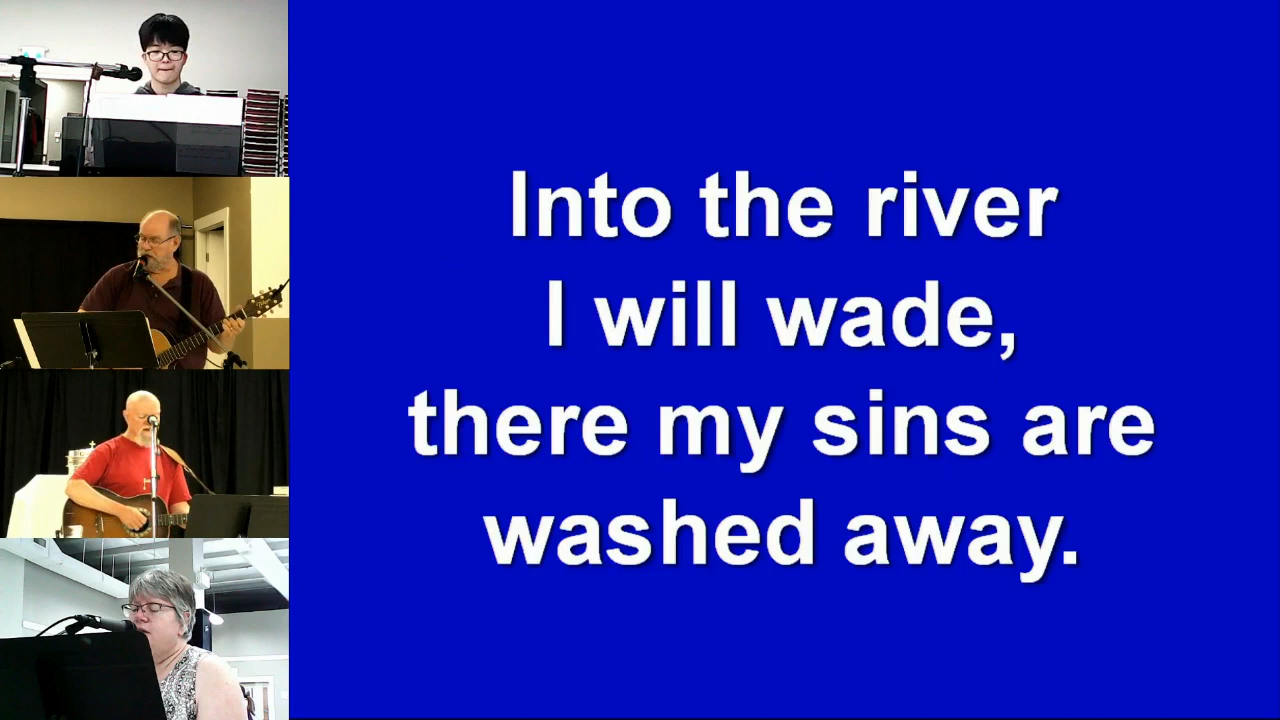 Into the river
I will wade,
there my sins are
washed away.